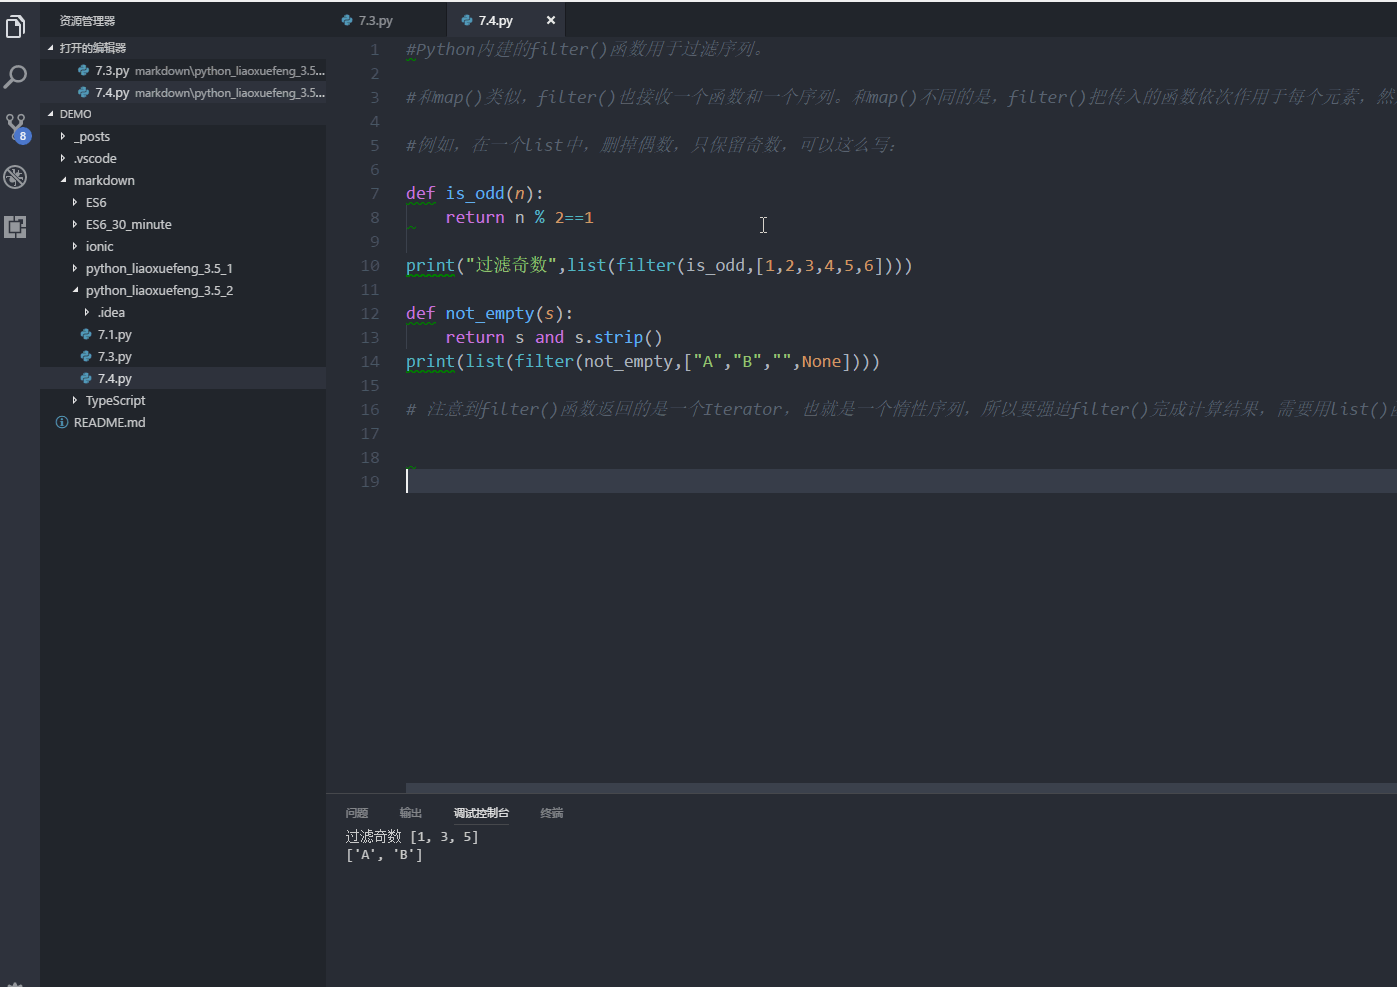 资源管理器
打开的编辑器
7.3.py markdown\python_liaoxuefeng_3.5...
7.4.py markdown\python_liaoxuefeng_3.5...
DEMO
_posts
.vscode
markdown
ES6
ES6_30_minute
ionic
python_liaoxuefeng_3.5_1
python_liaoxuefeng_3.5_2
.idea
7.1.py
7.3.py
7.4.py
TypeScript
README.md
8
7.3.py 7.4.py
1 #Python内建的filter()函数用于过滤序列。
2
3 #和map()类似，filter()也接收一个函数和一个序列。和map()不同的是，filter()把传入的函数依次作用于每个元素，然
4
5 #例如，在一个list中，删掉偶数，只保留奇数，可以这么写：
6
7 def is_odd(n):
8 return n % 2==1
9
10 print("过滤奇数",list(filter(is_odd,[1,2,3,4,5,6])))
11
12 def not_empty(s):
13 return s and s.strip()
14 print(list(filter(not_empty,["A","B","",None])))
15
16 # 注意到filter()函数返回的是一个Iterator，也就是一个惰性序列，所以要强迫filter()完成计算结果，需要用list()
17
18
19
问题 输出 调试控制台 终端
过滤奇数 [1, 3, 5]
['A', 'B']